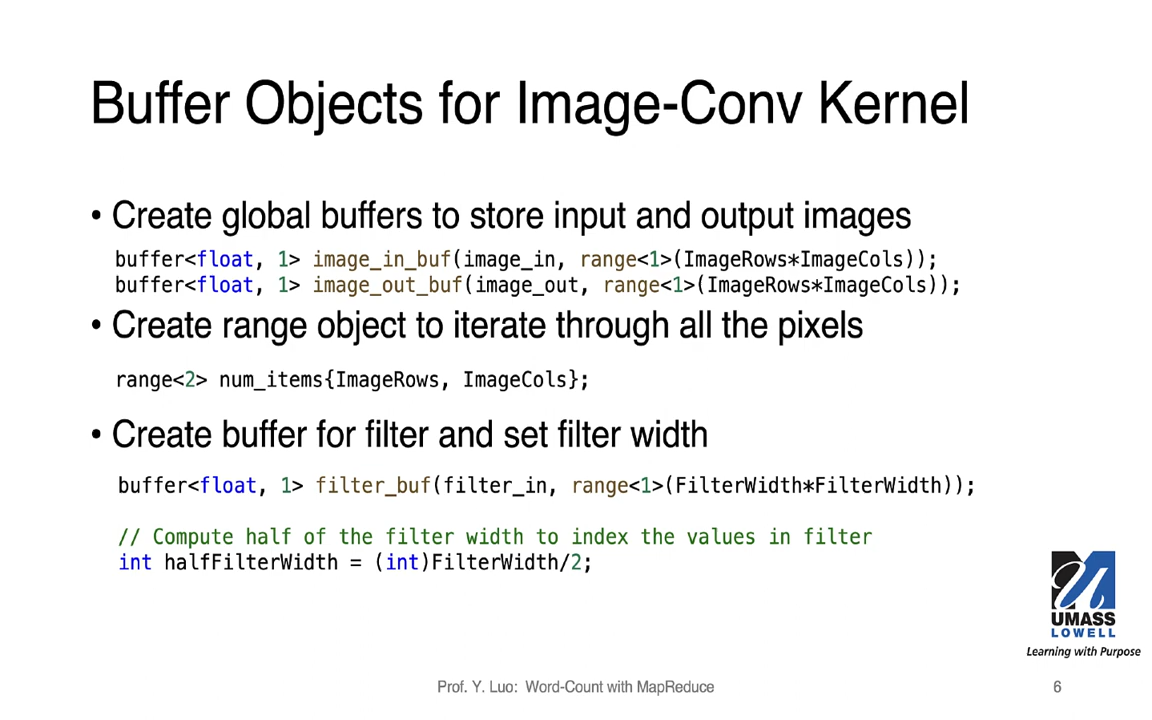 Buffer Objects for Image-Conv Kernel
• Create global buffers to store input and output images
buffer<float, 1> image_in_buf(image_in, range<1>(ImageRows*ImageCols));
buffer<float, 1> image_out_buf(image_out, range<1>(ImageRows*ImageCols));
• Create range object to iterate through all the pixels
range<2> num_items{ImageRows, ImageCols};
• Create buffer for filter and set filter width
buffer<float, 1> filter_buf(filter_in, range<1>(FilterWidth*FilterWidth));
// Compute half of the filter width to index the values in filter
int halfFilterWidth = (int)FilterWidth/2;
UMASS
LOWELL
Learning with Purpose
Prof. Y. Luo: Word-Count with MapReduce
6